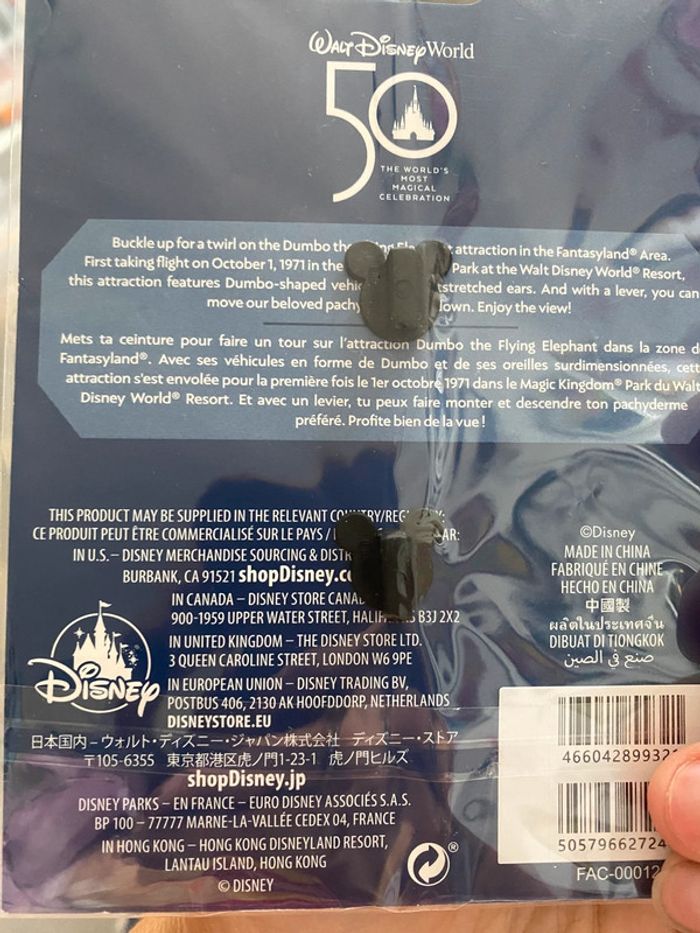 Walt Disney World
50
THE WORLD'S
MOST
MAGICAL
CELEBRATION
Buckle up for a twirl on the Dumbo attraction in the Fantasyland® Area.
First taking flight on October 1, 1971 in the Park at the Walt Disney World® Resort,
this attraction features Dumbo-shaped ears. And with a lever, you can
move our beloved Enjoy the view!
Mets ta ceinture pour faire un tour sur l'attraction Dumbo the Flying Elephant dans la zone
Fantasyland®. Avec ses véhicules en forme de Dumbo et de ses oreilles surdimensionnées,
attraction s'est envolée pour la première fois le 1er octobre 1971 dans le Magic Kingdom® Park du Walt
Disney World® Resort. Et avec un levier, tu peux faire monter et descendre ton pachyderme
préféré. Profite bien de la vue !
THIS PRODUCT MAY BE SUPPLIED IN THE RELEVANT
CE PRODUIT PEUT ÊTRE COMMERCIALISÉ SUR LE PAYS /
IN U.S. – DISNEY MERCHANDISE SOURCING &
BURBANK, CA 91521
IN CANADA – DISNEY STORE
900-1959 UPPER WATER STREET, B3J 2X2
IN UNITED KINGDOM – THE DISNEY STORE LTD.
3 QUEEN CAROLINE STREET, LONDON W6 9PE
IN EUROPEAN UNION – DISNEY TRADING BV,
POSTBUS 406, 2130 AK HOOFDDORP, NETHERLANDS
DISNEYSTORE.EU
Disney
日本国内 – ウォルト・ディズニー・ジャパン株式会社 ディズニー・ストア
〒105-6355 東京都港区虎ノ門1-23-1 虎ノ門ヒルズ
shopDisney.jp
DISNEY PARKS – EN FRANCE – EURO DISNEY ASSOCIÉS S.A.S.
BP 100 – 77777 MARNE-LA-VALLÉE CEDEX 04, FRANCE
IN HONG KONG – HONG KONG DISNEYLAND RESORT,
LANTAU ISLAND, HONG KONG
© DISNEY
©Disney
MADE IN CHINA
FABRIQUÉ EN CHINE
HECHO EN CHINA
中國製
ผลิตในประเทศจีน
DIBUAT DI TIONGKOK
صنع في الصين